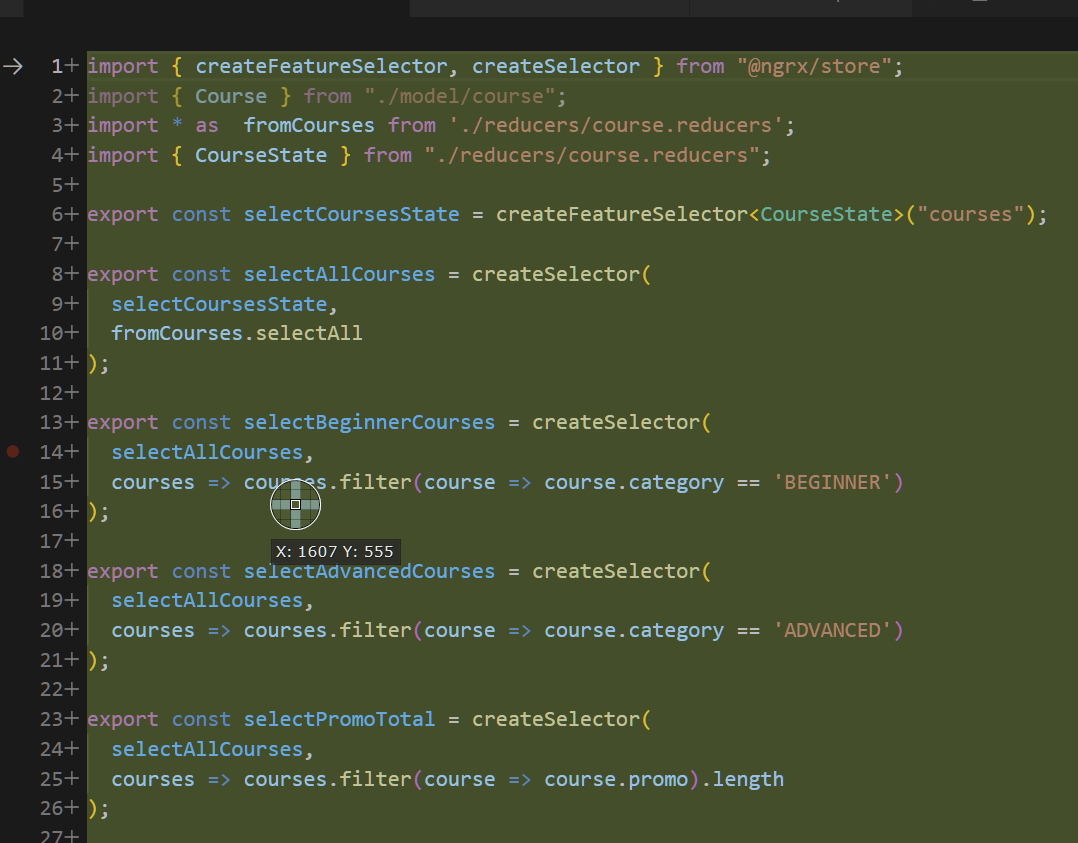 1+ import { createFeatureSelector, createSelector } from "@ngrx/store";
2+ import { Course } from "./model/course";
3+ import * as  fromCourses from './reducers/course.reducers';
4+ import { CourseState } from "./reducers/course.reducers";
5+
6+ export const selectCoursesState = createFeatureSelector<CourseState>("courses");
7+
8+ export const selectAllCourses = createSelector(
9+   selectCoursesState,
10+   fromCourses.selectAll
11+ );
12+
13+ export const selectBeginnerCourses = createSelector(
14+   selectAllCourses,
15+   courses => courses.filter(course => course.category == 'BEGINNER')
16+ );
17+
X: 1607 Y: 555
18+ export const selectAdvancedCourses = createSelector(
19+   selectAllCourses,
20+   courses => courses.filter(course => course.category == 'ADVANCED')
21+ );
22+
23+ export const selectPromoTotal = createSelector(
24+   selectAllCourses,
25+   courses => courses.filter(course => course.promo).length
26+ );
27+